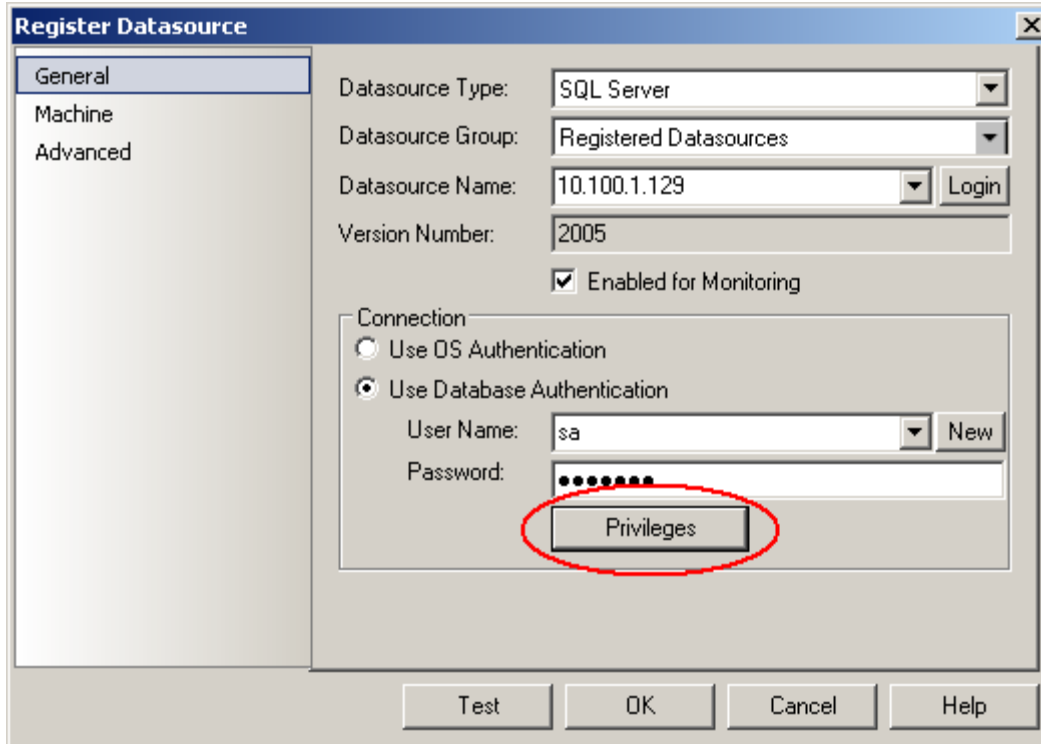 Register Datasource
General
Machine
Advanced
Datasource Type: SQL Server
Datasource Group: Registered Datasources
Datasource Name: 10.100.1.129 Login
Version Number: 2005
Enabled for Monitoring
Connection
Use OS Authentication
Use Database Authentication
User Name: sa New
Password: ●●●●●●●
Privileges
Test OK Cancel Help